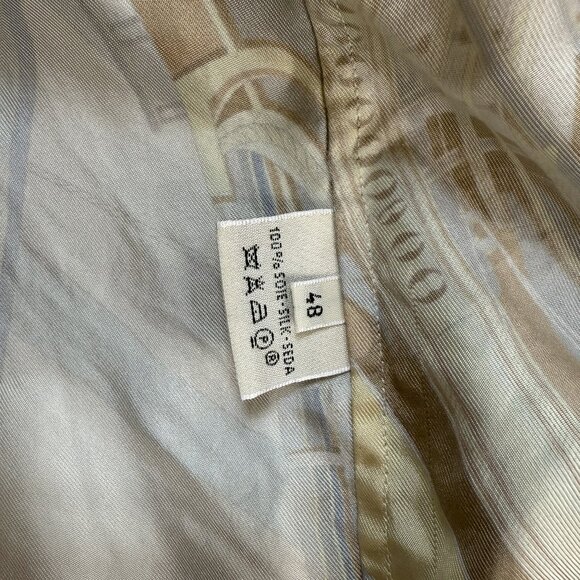 48
100% SOIE - SILK - SEDA
P ®